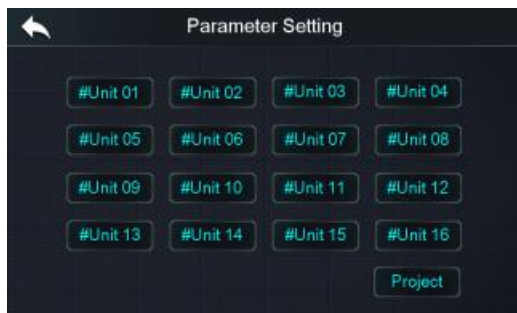 Parameter Setting
#Unit 01 #Unit 02 #Unit 03 #Unit 04
#Unit 05 #Unit 06 #Unit 07 #Unit 08
#Unit 09 #Unit 10 #Unit 11 #Unit 12
#Unit 13 #Unit 14 #Unit 15 #Unit 16
Project